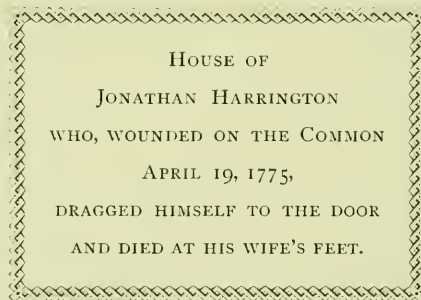 House of
Jonathan Harrington
who, wounded on the Common
April 19, 1775,
dragged himself to the door
and died at his wife's feet.